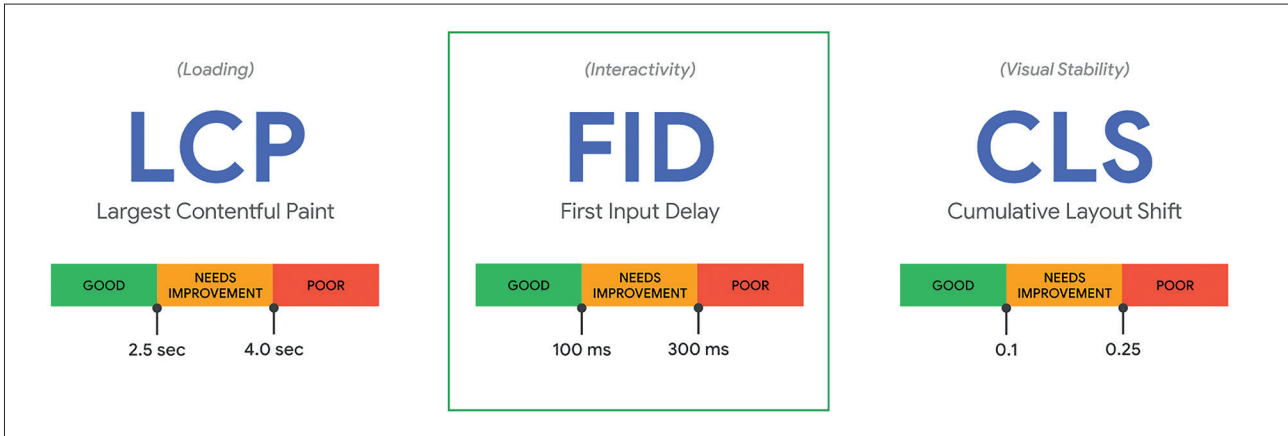 (Loading)
LCP
Largest Contentful Paint
GOOD
NEEDS
IMPROVEMENT
POOR
2.5 sec
4.0 sec
(Interactivity)
FID
First Input Delay
GOOD
NEEDS
IMPROVEMENT
POOR
100 ms
300 ms
(Visual Stability)
CLS
Cumulative Layout Shift
GOOD
NEEDS
IMPROVEMENT
POOR
0.1
0.25